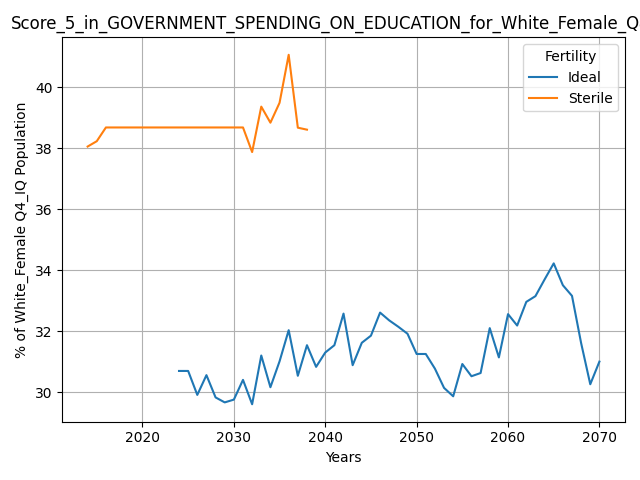 Score_5_in_GOVERNMENT_SPENDING_ON_EDUCATION_for_White_Female_Q
Fertility
Ideal
Sterile
% of White_Female Q4_IQ Population
40
38
36
34
32
30
2020 2030 2040 2050 2060 2070
Years